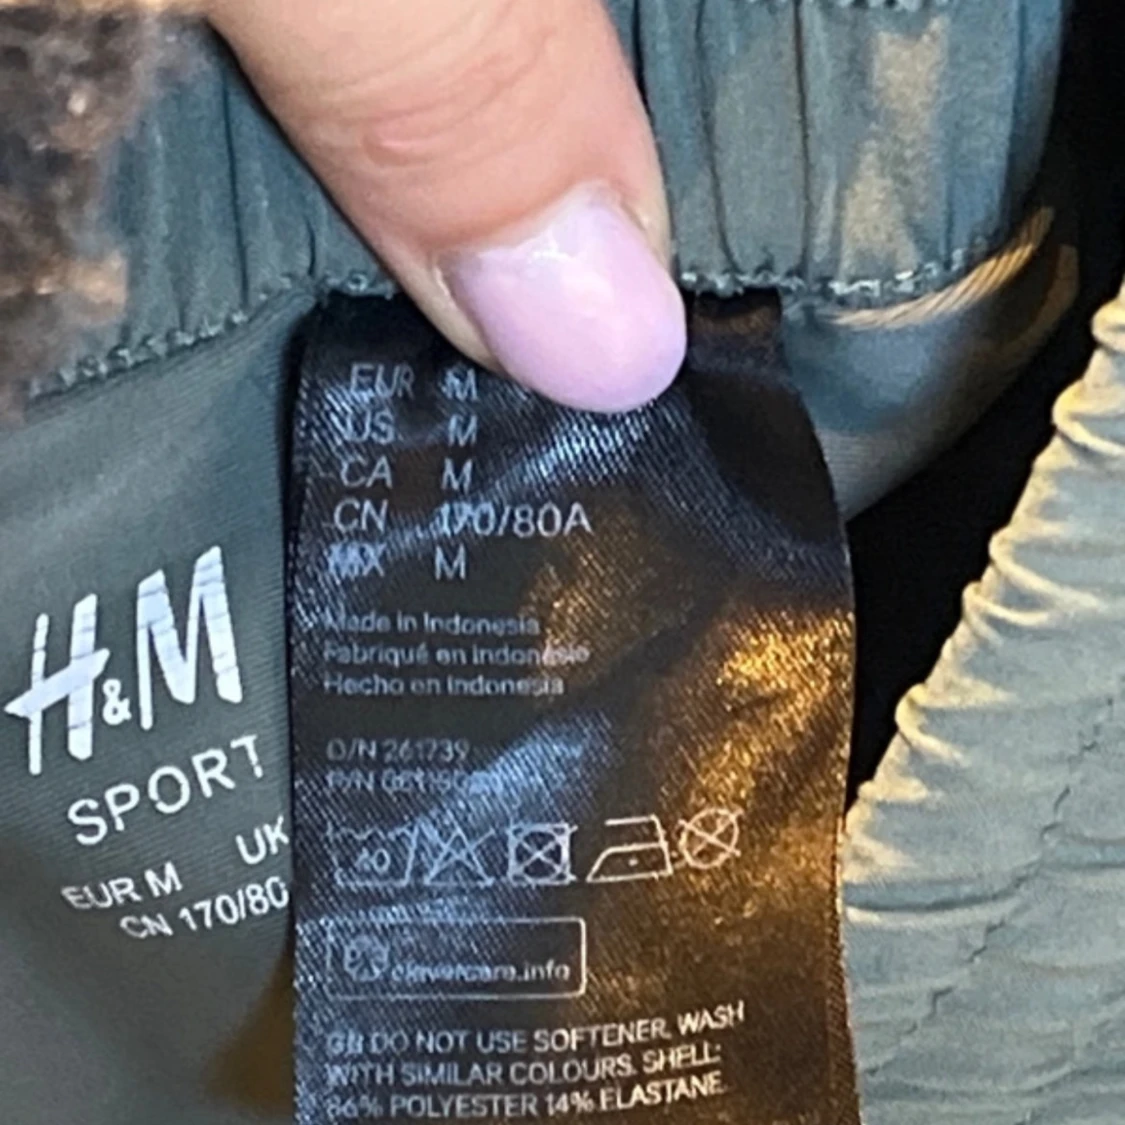 H&M
SPORT
EUR M UK
CN 170/80
EUR M
US M
CA M
CN 170/80A
MX M
Made in Indonesia
Fabriqué en Indonésie
Hecho en Indonesia
O/N 261739
P/N
40
clevercare.info
GB DO NOT USE SOFTENER, WASH
WITH SIMILAR COLOURS. SHELL:
86% POLYESTER 14% ELASTANE